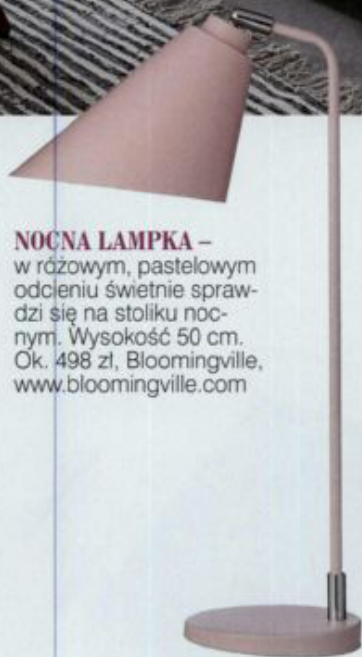 NOCNA LAMPKA –
w różowym, pastelowym
odcieniu świetnie spraw-
dzi się na stoliku noc-
nym. Wysokość 50 cm.
Ok. 498 zł, Bloomingville,
www.bloomingville.com